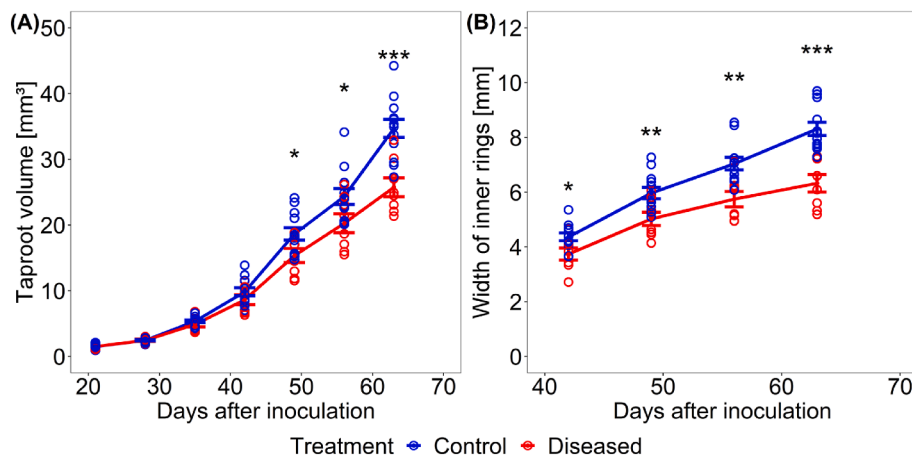 (A)
Taproot volume [mm³]
50
40
30
20
10
0
*
*
***
20 30 40 50 60 70
Days after inoculation
(B)
Width of inner rings [mm]
12
10
8
6
4
2
0
*
**
**
***
40 50 60 70
Days after inoculation
Treatment Control Diseased